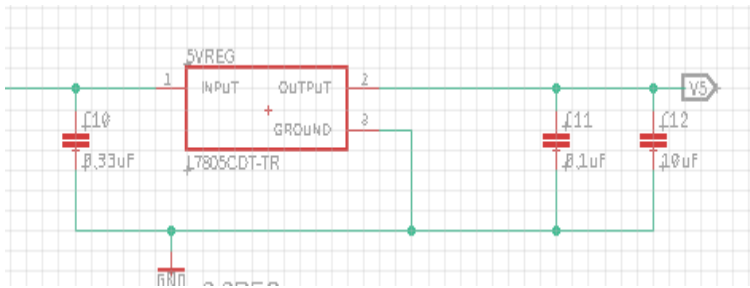 5VREG
1
INPUT
OUTPUT
2
V5
C10
GROUND
3
C11
C12
0.33uF
L7805CDT-TR
0.1uF
10uF
GND